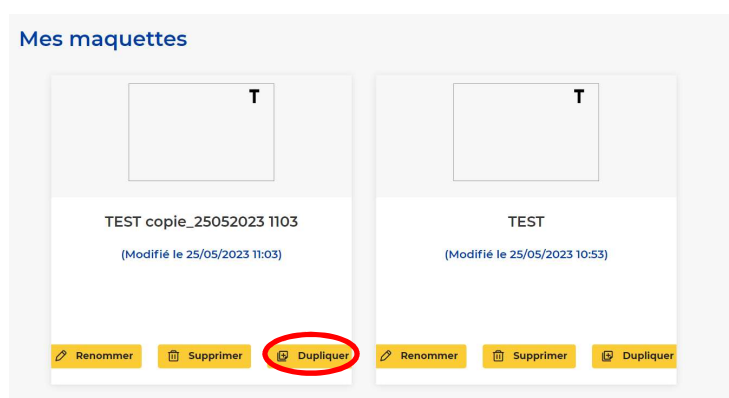 Mes maquettes
T
T
TEST copie_25052023 1103
TEST
(Modifié le 25/05/2023 11:03)
(Modifié le 25/05/2023 10:53)
Renommer Supprimer Dupliquer
Renommer Supprimer Dupliquer